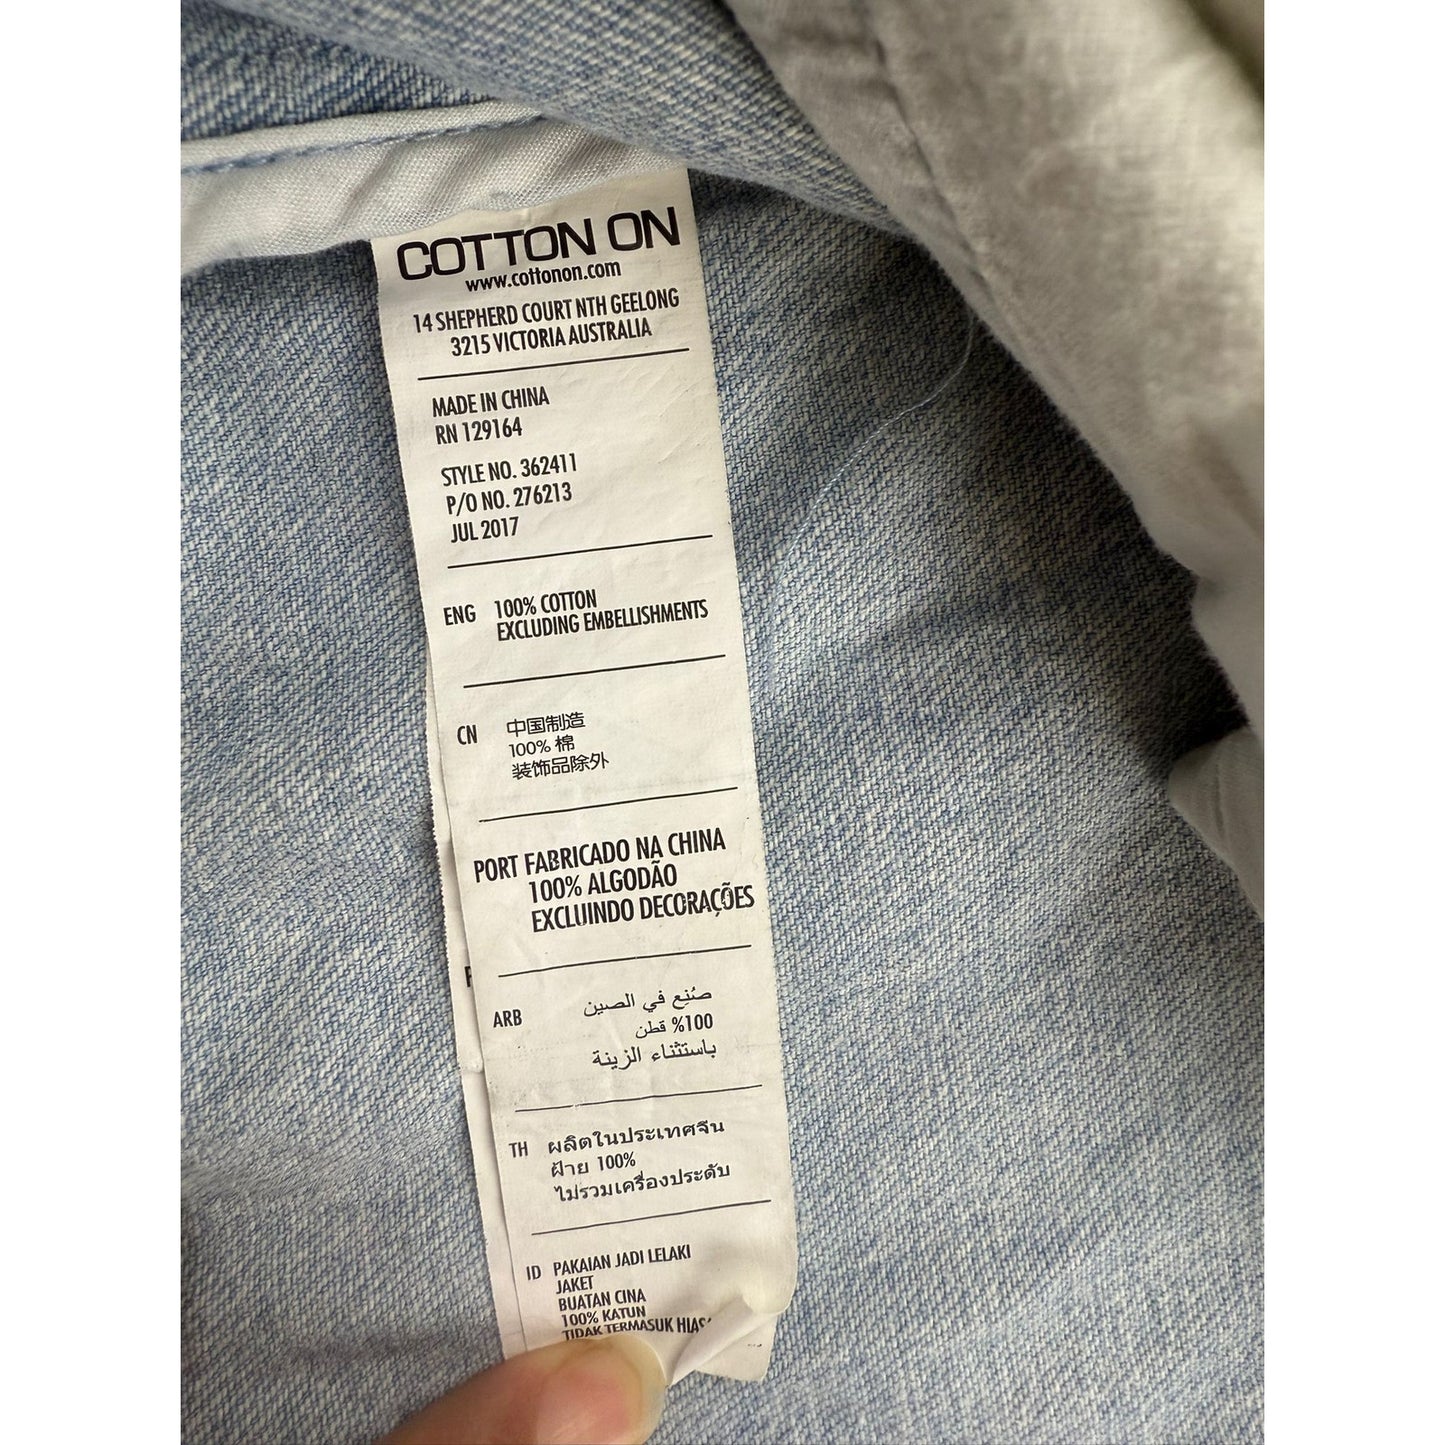 COTTON ON
www.cottonon.com
14 SHEPHERD COURT NTH GEELONG
3215 VICTORIA AUSTRALIA
MADE IN CHINA
RN 129164
STYLE NO. 362411
P/O NO. 276213
JUL 2017
ENG 100% COTTON
EXCLUDING EMBELLISHMENTS
CN 中国制造
100% 棉
装饰品除外
PORT FABRICADO NA CHINA
100% ALGODÃO
EXCLUINDO DECORAÇÕES
ARB صُنِع في الصين
%100 قطن
باستثناء الزينة
TH ผลิตในประเทศจีน
ฝ้าย 100%
ไม่รวมเครื่องประดับ
ID PAKAIAN JADI LELAKI
JAKET
BUATAN CINA
100% KATUN
TIDAK TERMASUK